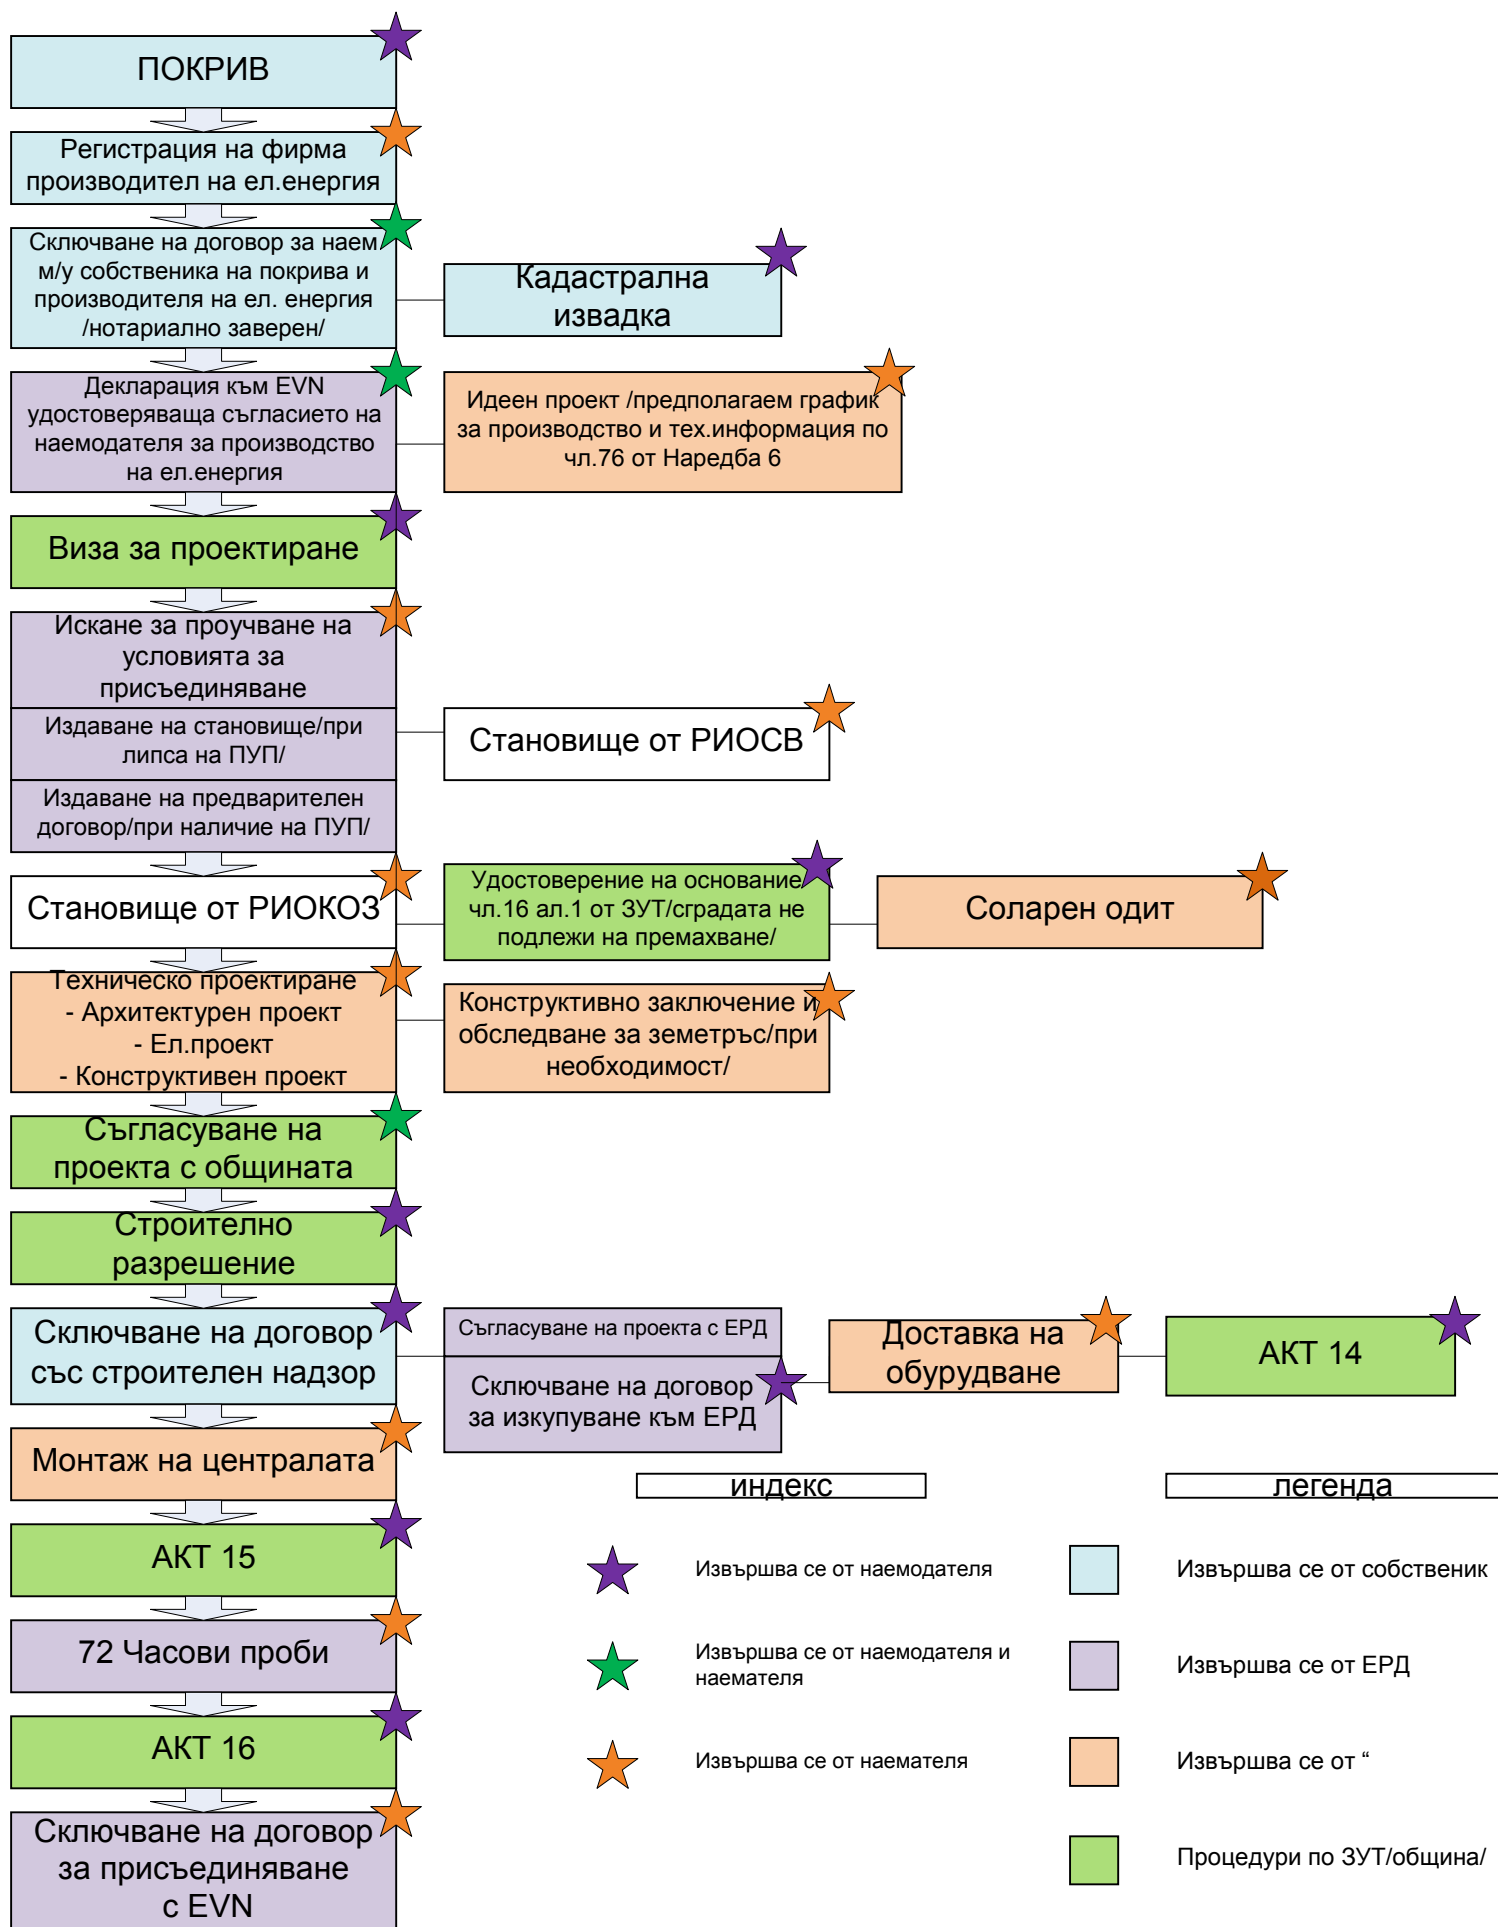 ПОКРИВ
Регистрация на фирма
производител на ел.енергия
Сключване на договор за наем
м/у собственика на покрива и
производителя на ел. енергия
/нотариално заверен/
Кадастрална
извадка
Декларация към EVN
удостоверяваща съгласието на
наемодателя за производство
на ел.енергия
Идеен проект /предполагаем график
за производство и тех.информация по
чл.76 от Наредба 6
Виза за проектиране
Искане за проучване на
условията за
присъединяване
Издаване на становище/при
липса на ПУП/
Становище от РИОСВ
Издаване на предварителен
договор/при наличие на ПУП/
Становище от РИОКОЗ
Удостоверение на основание
чл.16 ал.1 от ЗУТ/сградата не
подлежи на премахване/
Соларен одит
Техническо проектиране
- Архитектурен проект
- Ел.проект
- Конструктивен проект
Конструктивно заключение и
обследване за земетръс/при
необходимост/
Съгласуване на
проекта с общината
Строително
разрешение
Сключване на договор
със строителен надзор
Съгласуване на проекта с ЕРД
Сключване на договор
за изкупуване към ЕРД
Доставка на
оборудване
АКТ 14
Монтаж на централата
АКТ 15
72 Часови проби
АКТ 16
Сключване на договор
за присъединяване
с EVN
индекс
Извършва се от наемодателя
Извършва се от наемодателя и
наемателя
Извършва се от наемателя
легенда
Извършва се от собственик
Извършва се от ЕРД
Извършва се от “
Процедури по ЗУТ/община/